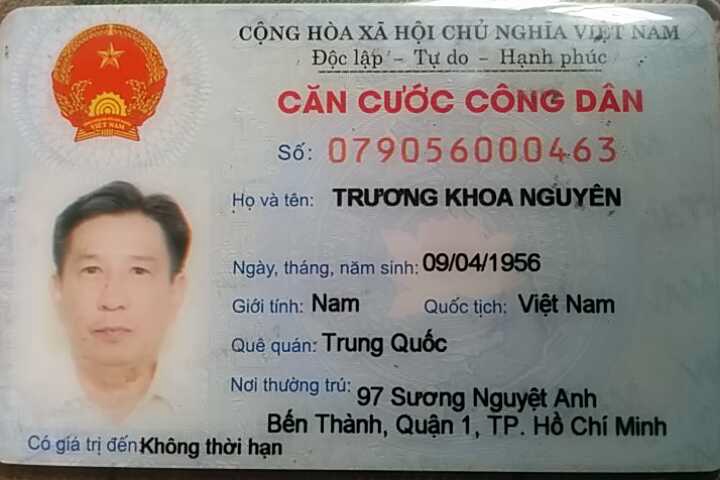 CỘNG HÒA XÃ HỘI CHỦ NGHĨA VIỆT NAM
Độc lập - Tự do - Hạnh phúc
CĂN CƯỚC CÔNG DÂN
Số: 079056000463
Họ và tên: TRƯƠNG KHOA NGUYÊN
Ngày, tháng, năm sinh: 09/04/1956
Giới tính: Nam Quốc tịch: Việt Nam
Quê quán: Trung Quốc
Nơi thường trú: 97 Sương Nguyệt Anh
Bến Thành, Quận 1, TP. Hồ Chí Minh
Có giá trị đến: Không thời hạn
VIỆT NAM